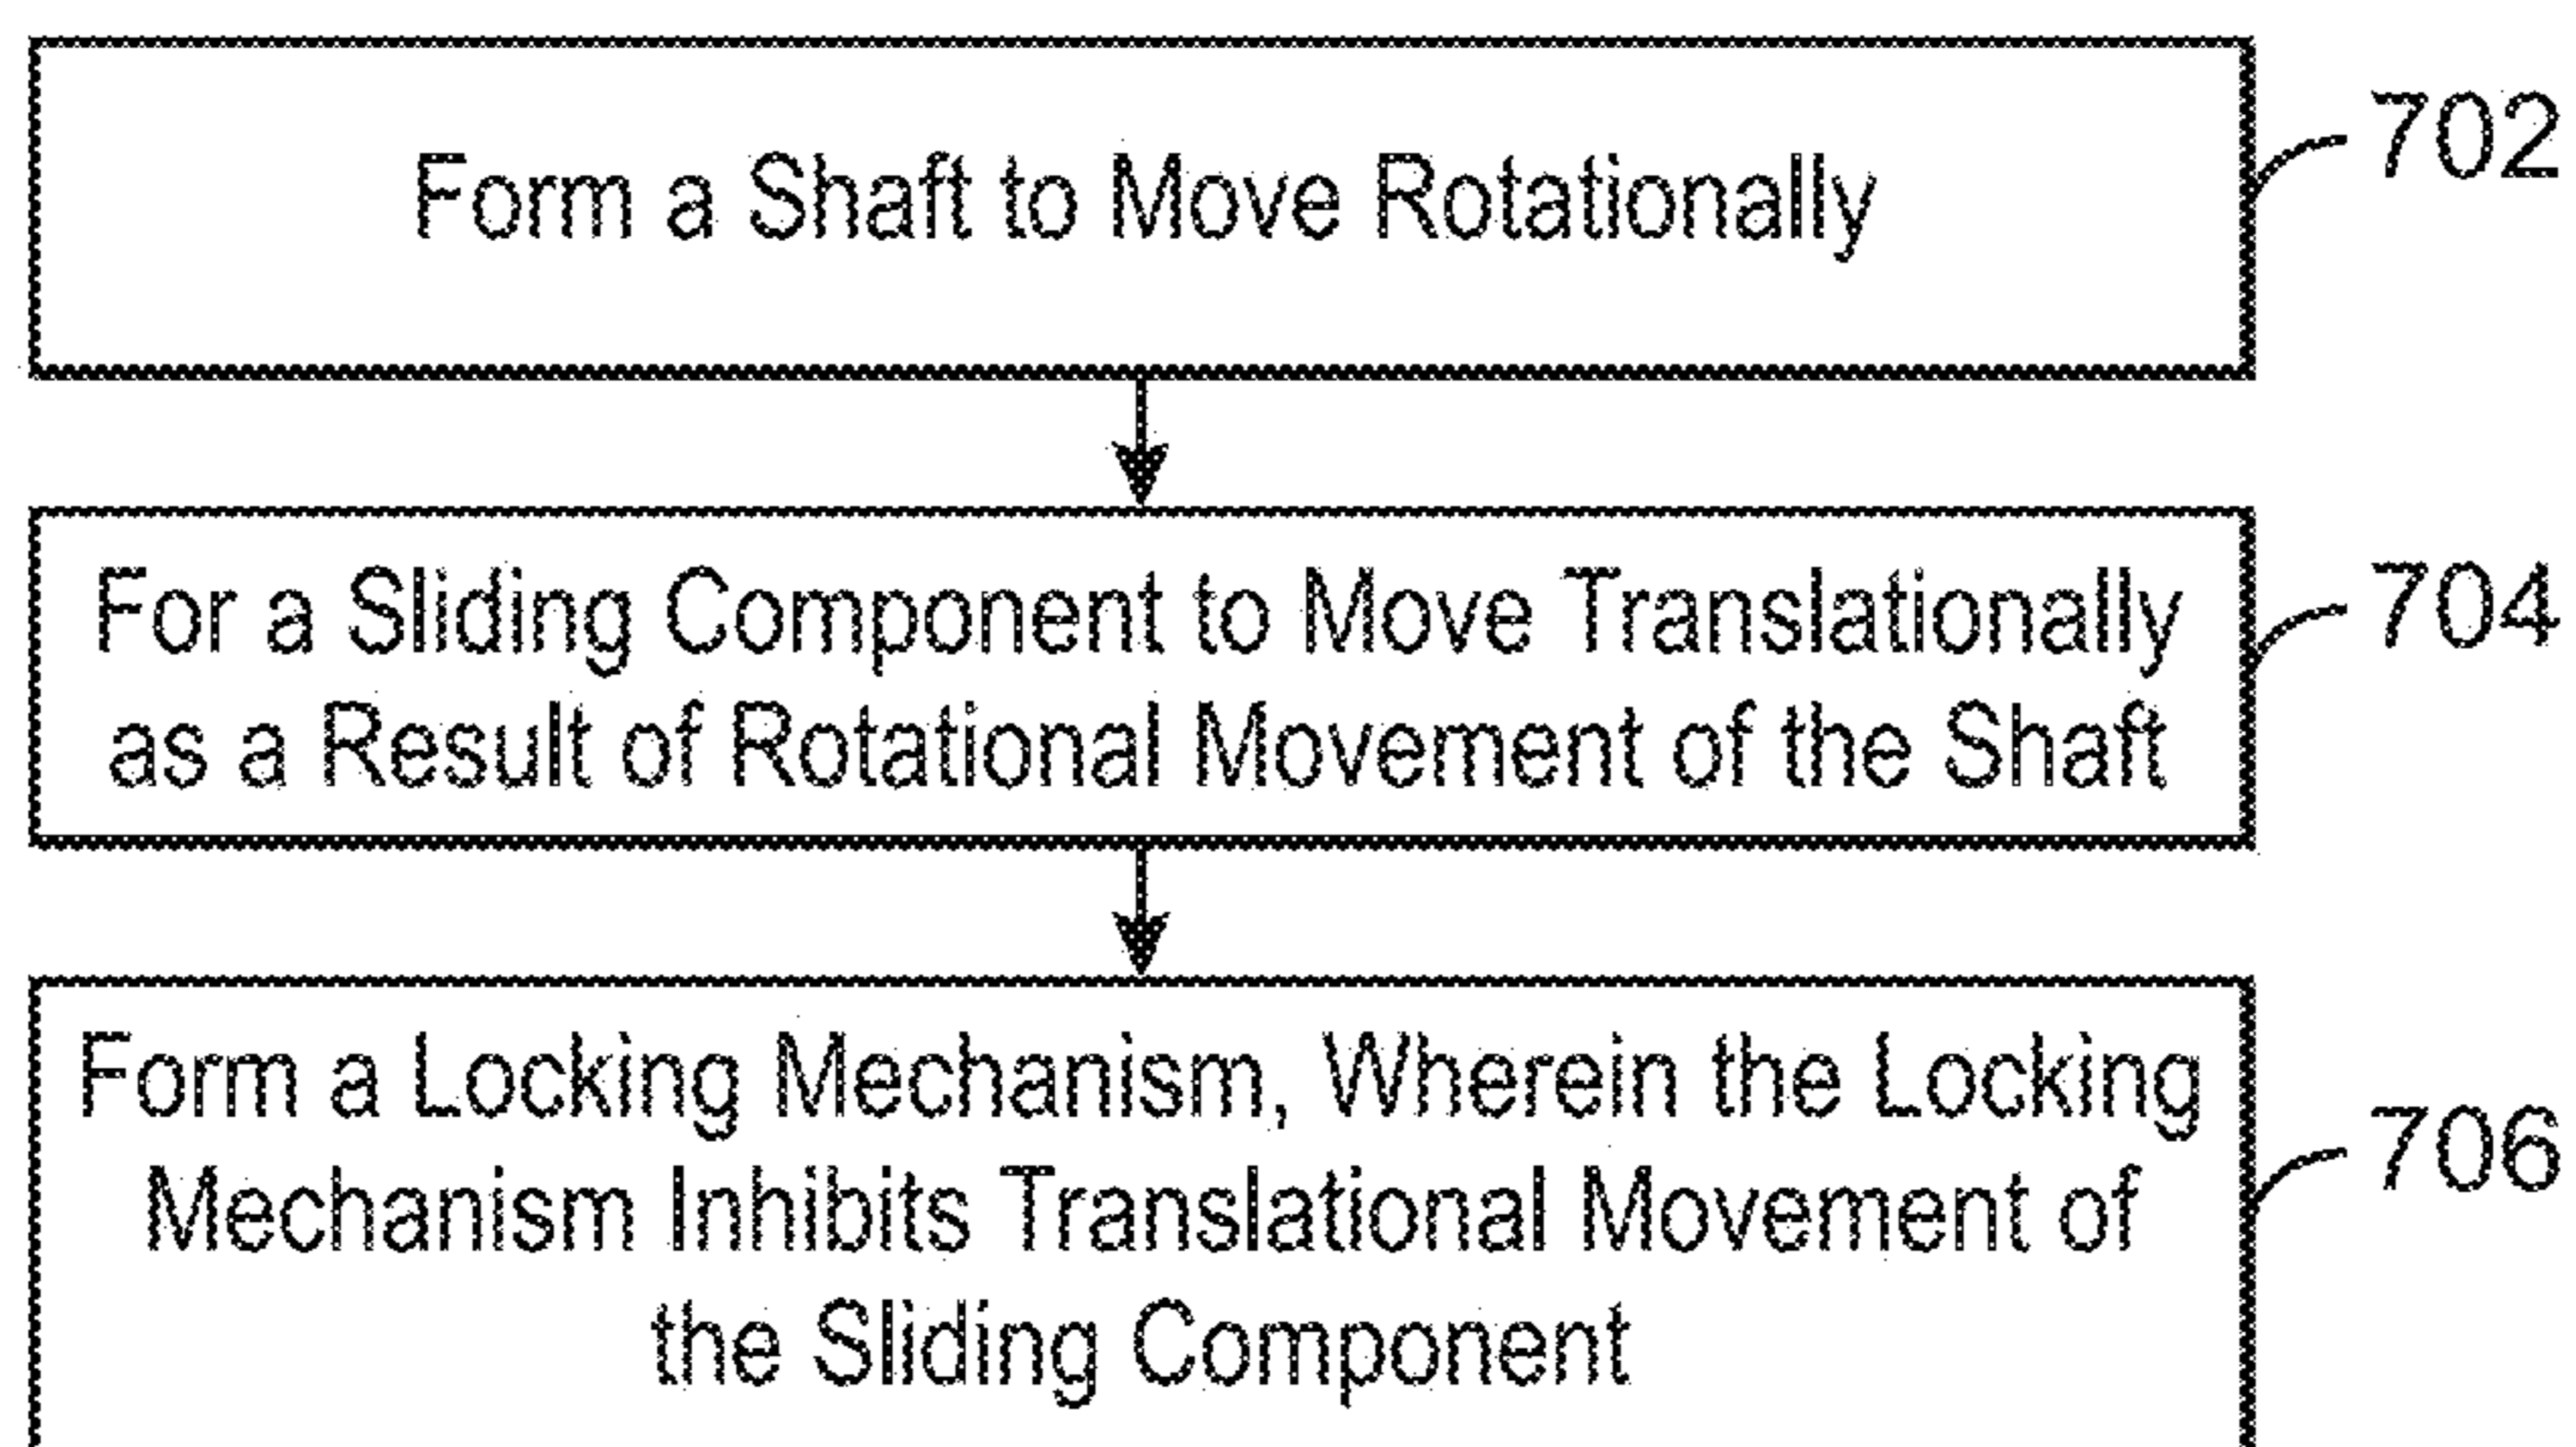 Form a Shaft to Move Rotationally
702
For a Sliding Component to Move Translationally
as a Result of Rotational Movement of the Shaft
704
Form a Locking Mechanism, Wherein the Locking
Mechanism Inhibits Translational Movement of
the Sliding Component
706